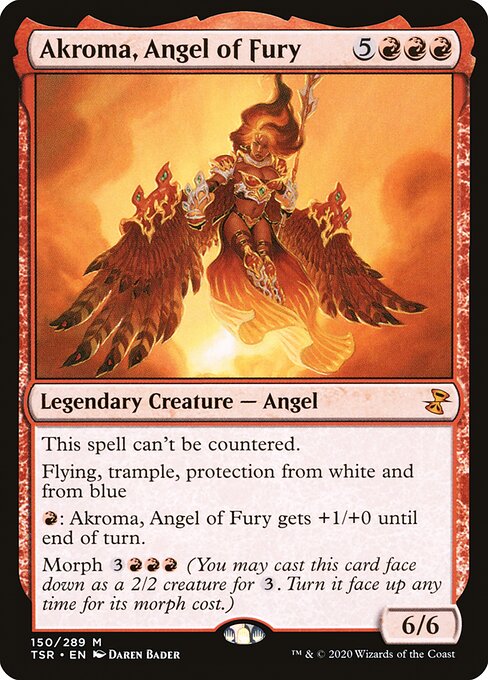 Akroma, Angel of Fury 5
Legendary Creature — Angel
This spell can't be countered.
Flying, trample, protection from white and
from blue
: Akroma, Angel of Fury gets +1/+0 until
end of turn.
Morph 3 (You may cast this card face
down as a 2/2 creature for 3. Turn it face up any
time for its morph cost.)
6/6
150/289 M
TSR • EN Daren Bader
™ & © 2020 Wizards of the Coast